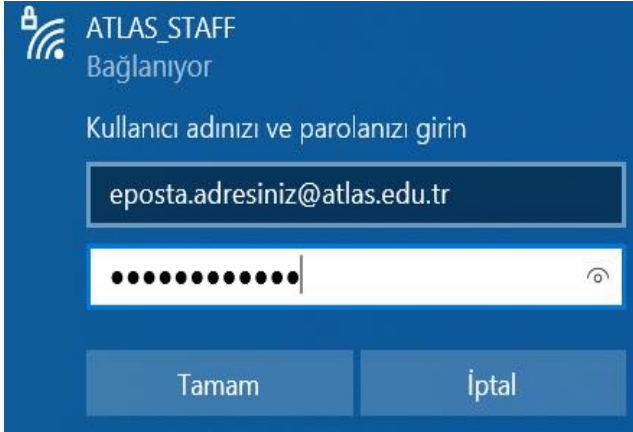 ATLAS_STAFF
Bağlanıyor
Kullanıcı adınızı ve parolanızı girin
eposta.adresiniz@atlas.edu.tr
••••••••••••
Tamam
İptal